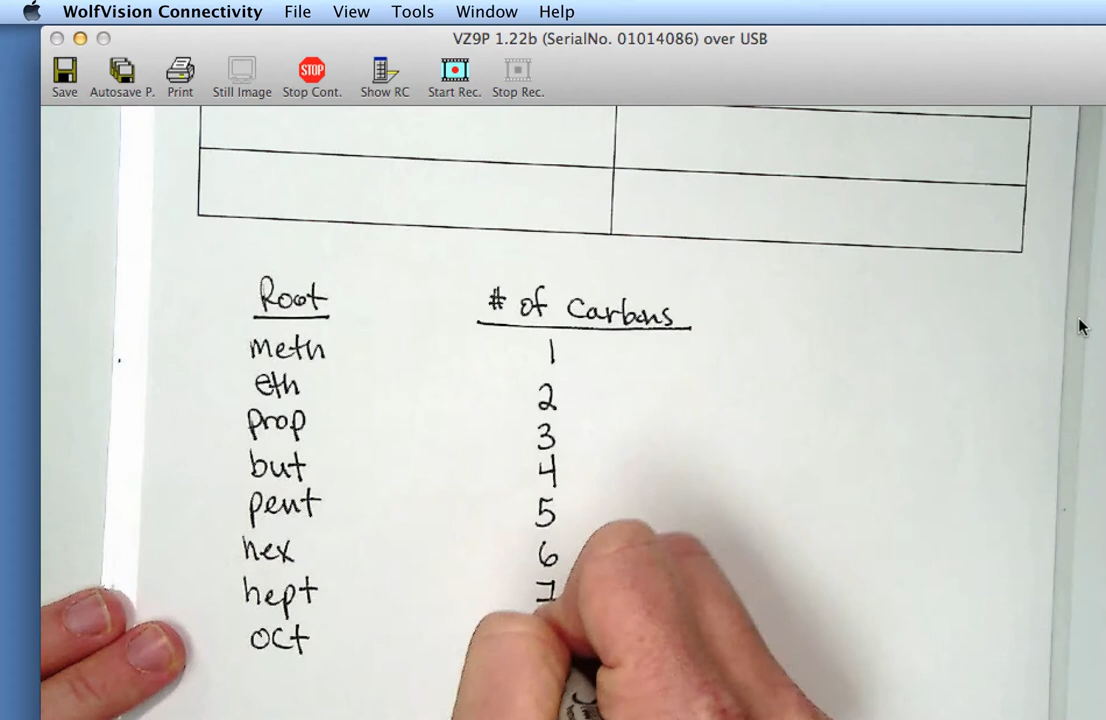 WolfVision Connectivity File View Tools Window Help
VZ9P 1.22b (SerialNo. 01014086) over USB
Save Autosave P. Print Still Image Stop Cont. Show RC Start Rec. Stop Rec.
STOP
Root # of Carbons
meth 1
eth 2
prop 3
but 4
pent 5
hex 6
hept 7
oct